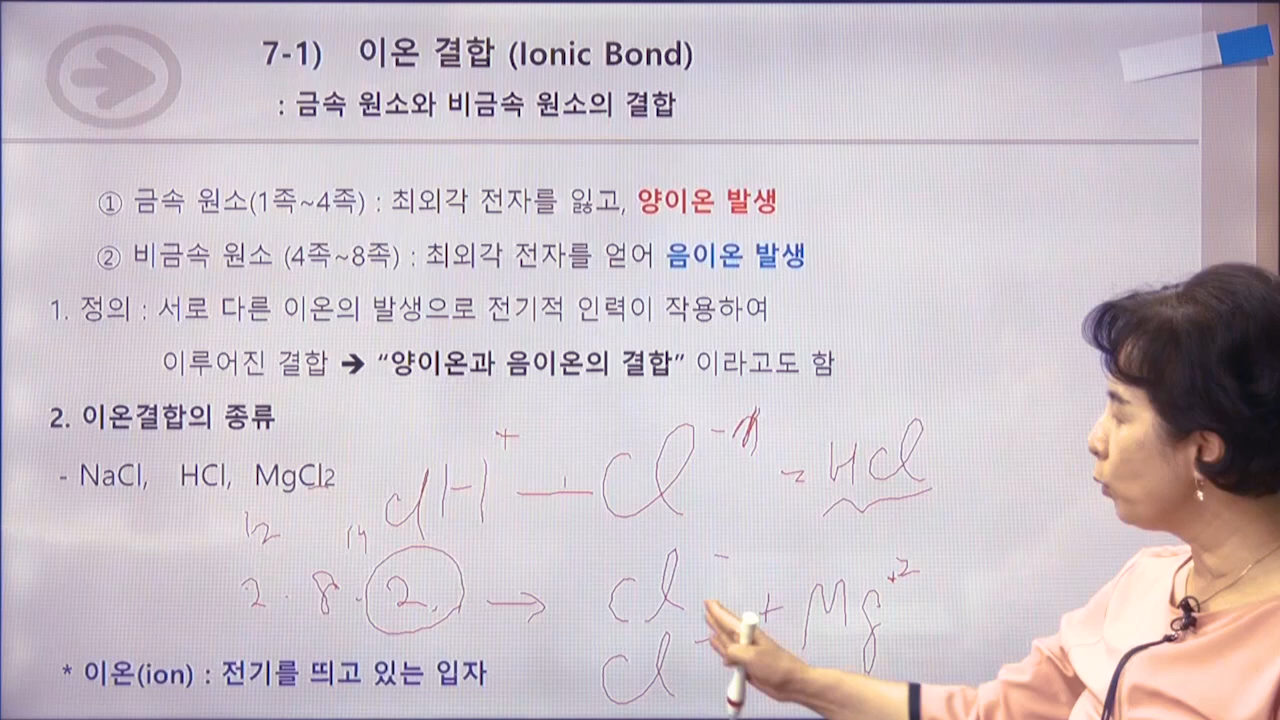 7-1) 이온 결합 (Ionic Bond)
: 금속 원소와 비금속 원소의 결합
① 금속 원소(1족~4족) : 최외각 전자를 잃고, 양이온 발생
② 비금속 원소 (4족~8족) : 최외각 전자를 얻어 음이온 발생
1. 정의 : 서로 다른 이온의 발생으로 전기적 인력이 작용하여
이루어진 결합 → “양이온과 음이온의 결합” 이라고도 함
2. 이온결합의 종류
- NaCl, HCl, MgCl2
H+ Cl- = HCl
12
2 . 8 . 2 → Cl- + Mg+2
Cl-
* 이온(ion) : 전기를 띄고 있는 입자